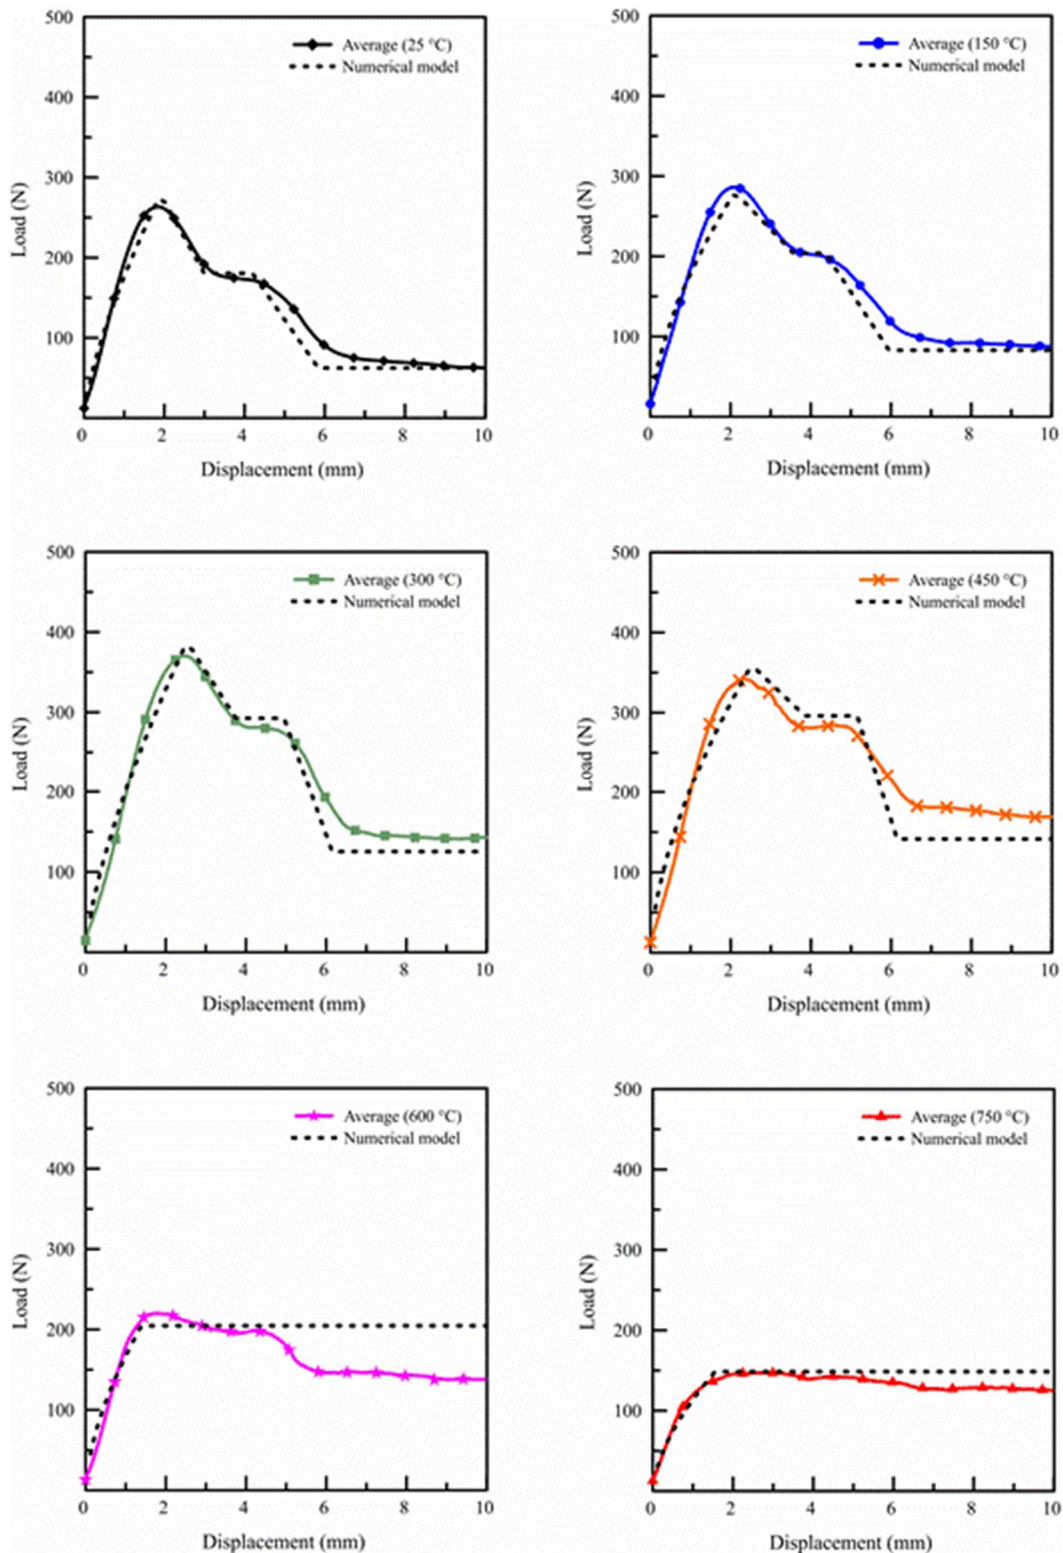 500
Average (25 °C)
Numerical model
400
300
200
100
Load (N)
0
2
4
6
8
10
Displacement (mm)
500
Average (150 °C)
Numerical model
400
300
200
100
Load (N)
0
2
4
6
8
10
Displacement (mm)
500
Average (300 °C)
Numerical model
400
300
200
100
Load (N)
0
2
4
6
8
10
Displacement (mm)
500
Average (450 °C)
Numerical model
400
300
200
100
Load (N)
0
2
4
6
8
10
Displacement (mm)
500
Average (600 °C)
Numerical model
400
300
200
100
Load (N)
0
2
4
6
8
10
Displacement (mm)
500
Average (750 °C)
Numerical model
400
300
200
100
Load (N)
0
2
4
6
8
10
Displacement (mm)